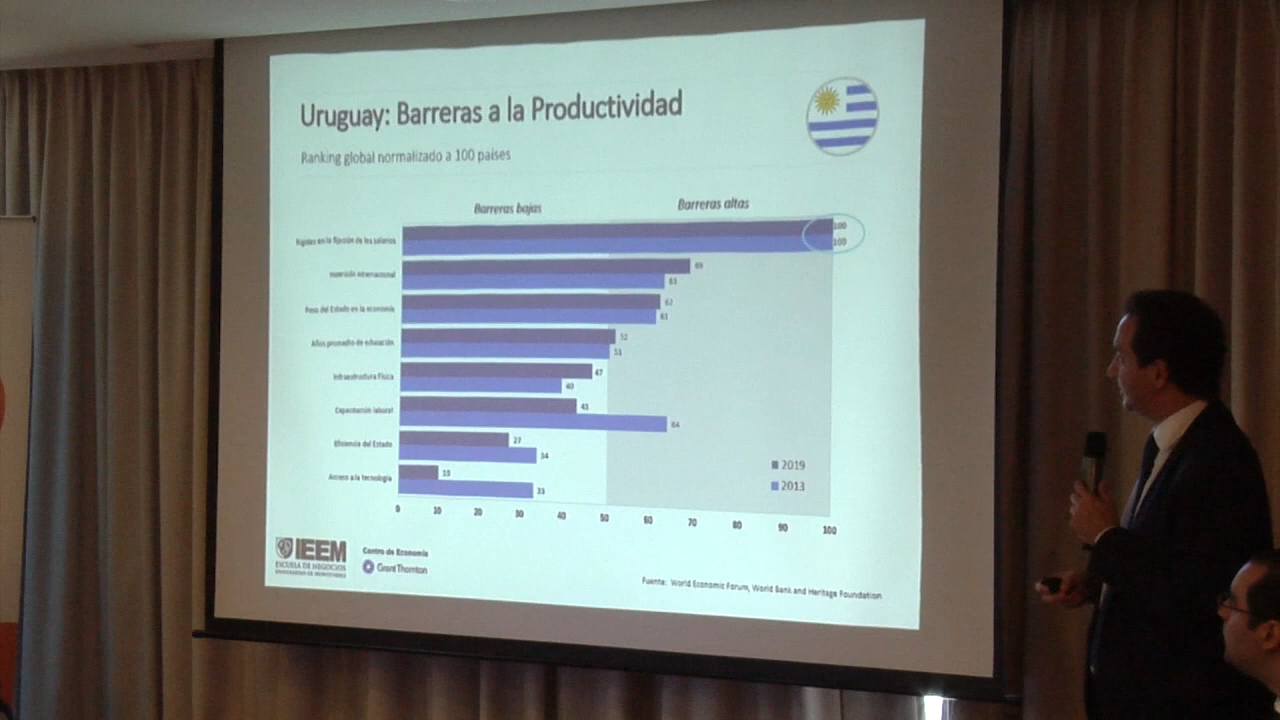 Uruguay: Barreras a la Productividad
Ranking global normalizado a 100 países
Barreras bajas
Barreras altas
Rigidez en la fijación de los salarios
100
100
Inserción internacional
69
63
Peso del Estado en la economía
62
61
Años promedio de educación
52
51
Infraestructura Física
47
40
Capacitación laboral
43
64
Eficiencia del Estado
27
34
Acceso a la tecnología
10
33
2019
2013
0 10 20 30 40 50 60 70 80 90 100
IEEM
ESCUELA DE NEGOCIOS
UNIVERSIDAD DE MONTEVIDEO
Centro de Economía
Grant Thornton
Fuente: World Economic Forum, World Bank and Heritage Foundation